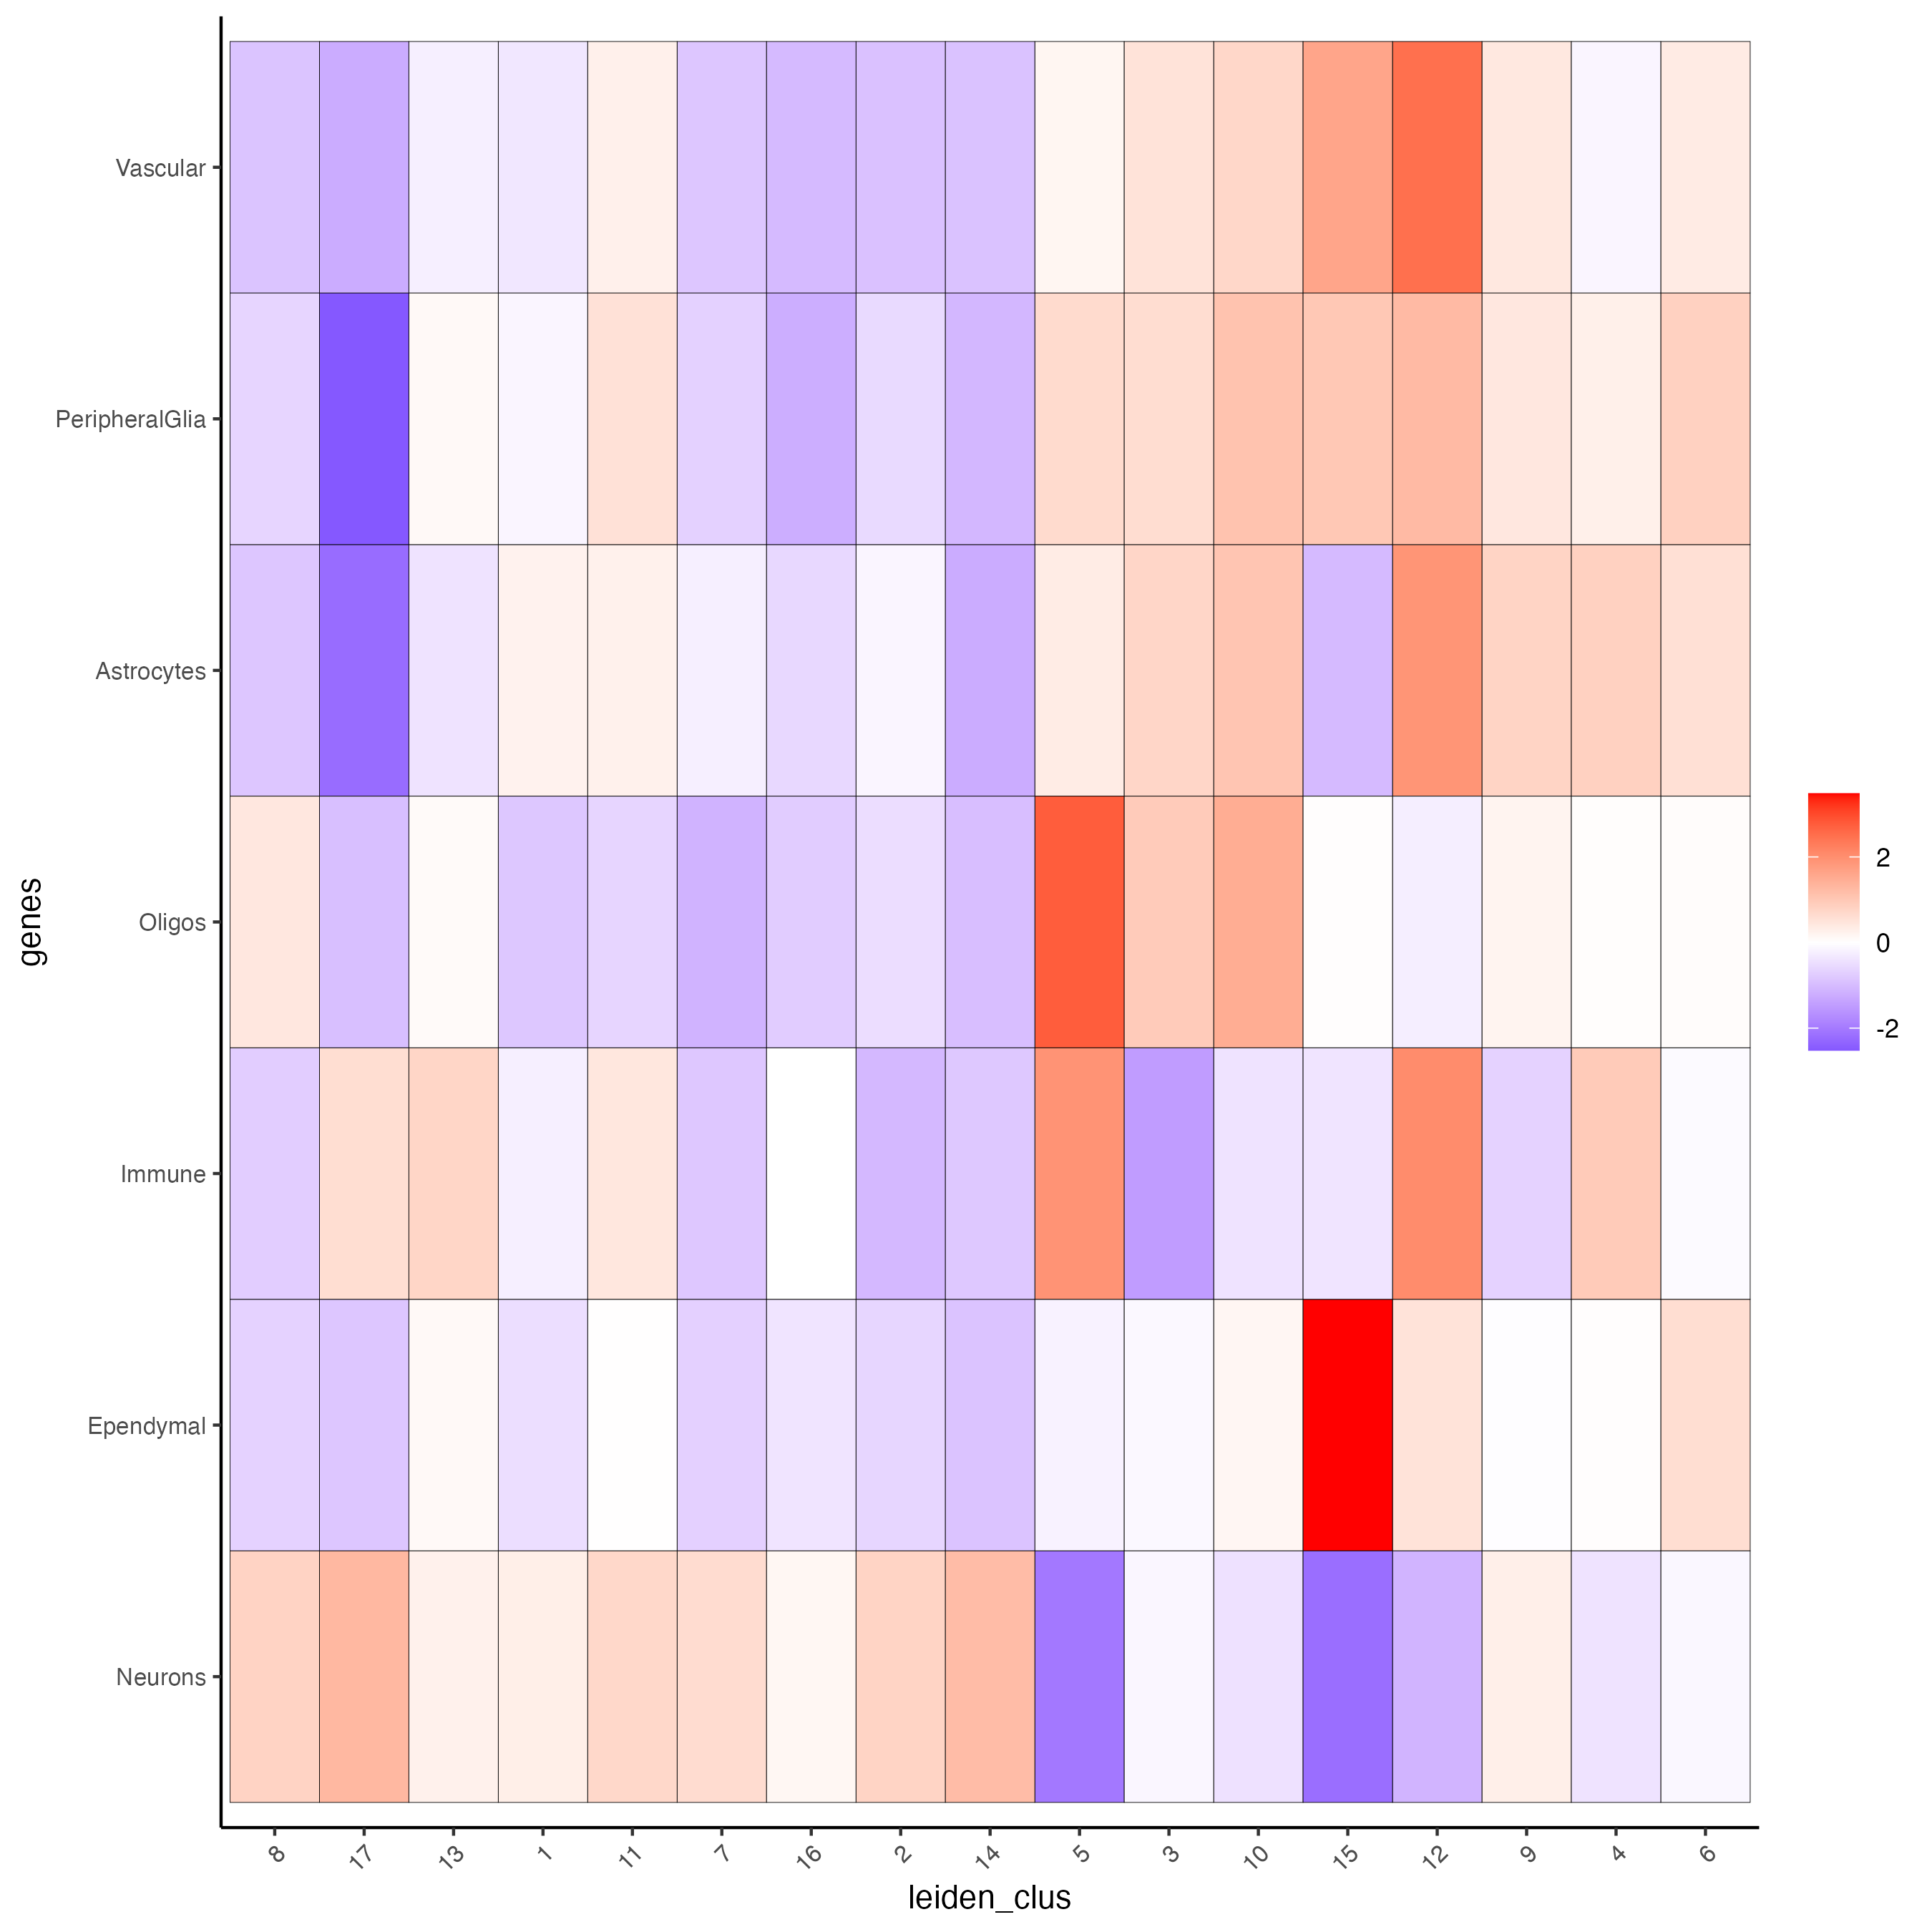 Vascular
PeripheralGlia
Astrocytes
Oligos
Immune
Ependymal
Neurons
genes
8 17 13 1 11 7 16 2 14 5 3 10 15 12 9 4 6
leiden_clus
2
0
-2